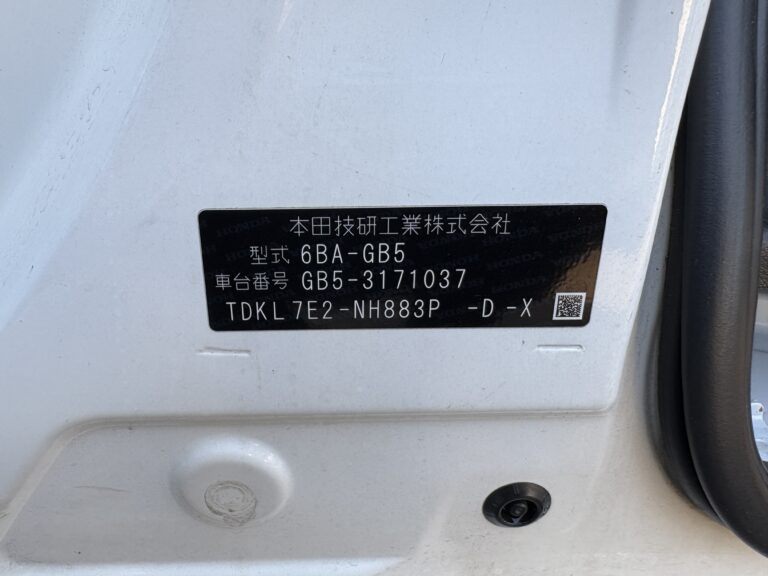 本田技研工業株式会社
型式 6BA-GB5
車台番号 GB5-3171037
TDKL7E2-NH883P -D -X